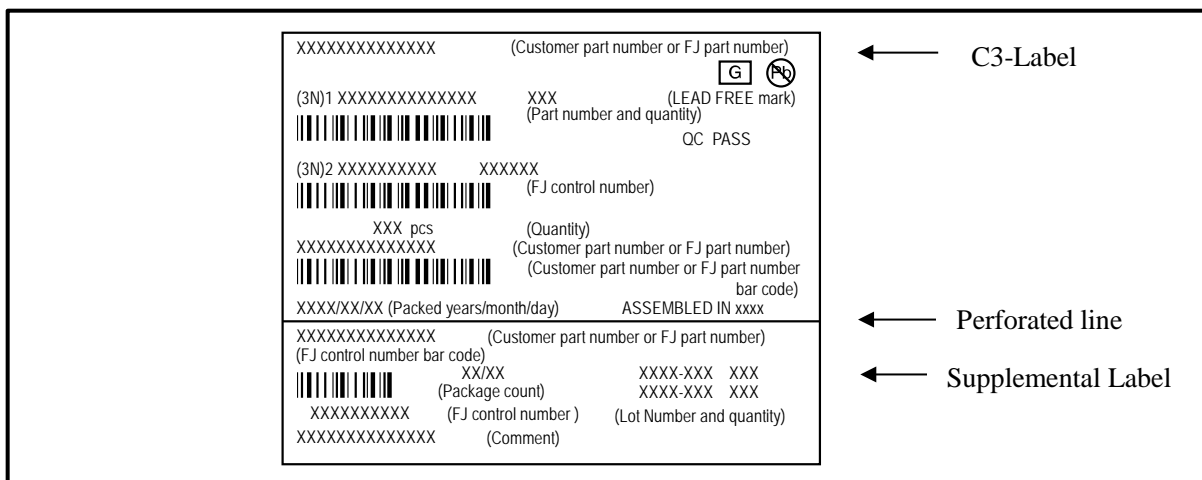 XXXXXXXXXXXXXX (Customer part number or FJ part number)
C3-Label
G Pb
(3N)1 XXXXXXXXXXXXXX XXX (LEAD FREE mark)
(Part number and quantity)
QC PASS
(3N)2 XXXXXXXXXX XXXXXX
(FJ control number)
XXX pcs (Quantity)
XXXXXXXXXXXXXX (Customer part number or FJ part number)
(Customer part number or FJ part number
bar code)
XXXX/XX/XX (Packed years/month/day) ASSEMBLED IN xxxx
Perforated line
XXXXXXXXXXXXXX (Customer part number or FJ part number)
(FJ control number bar code)
XX/XX XXXX-XXX XXX
Supplemental Label
(Package count) XXXX-XXX XXX
XXXXXXXXXX (FJ control number ) (Lot Number and quantity)
XXXXXXXXXXXXXX (Comment)